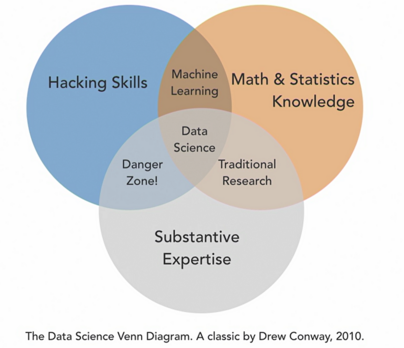 Hacking Skills
Machine
Learning
Math & Statistics
Knowledge
Data
Science
Danger
Zone!
Traditional
Research
Substantive
Expertise
The Data Science Venn Diagram. A classic by Drew Conway, 2010.